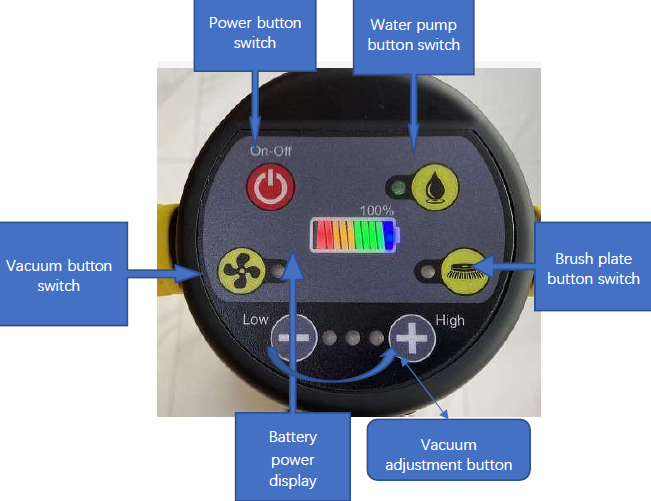 Power button
switch
Water pump
button switch
On-Off
100%
Vacuum button
switch
Brush plate
button switch
Low
High
Battery
power
display
Vacuum
adjustment button